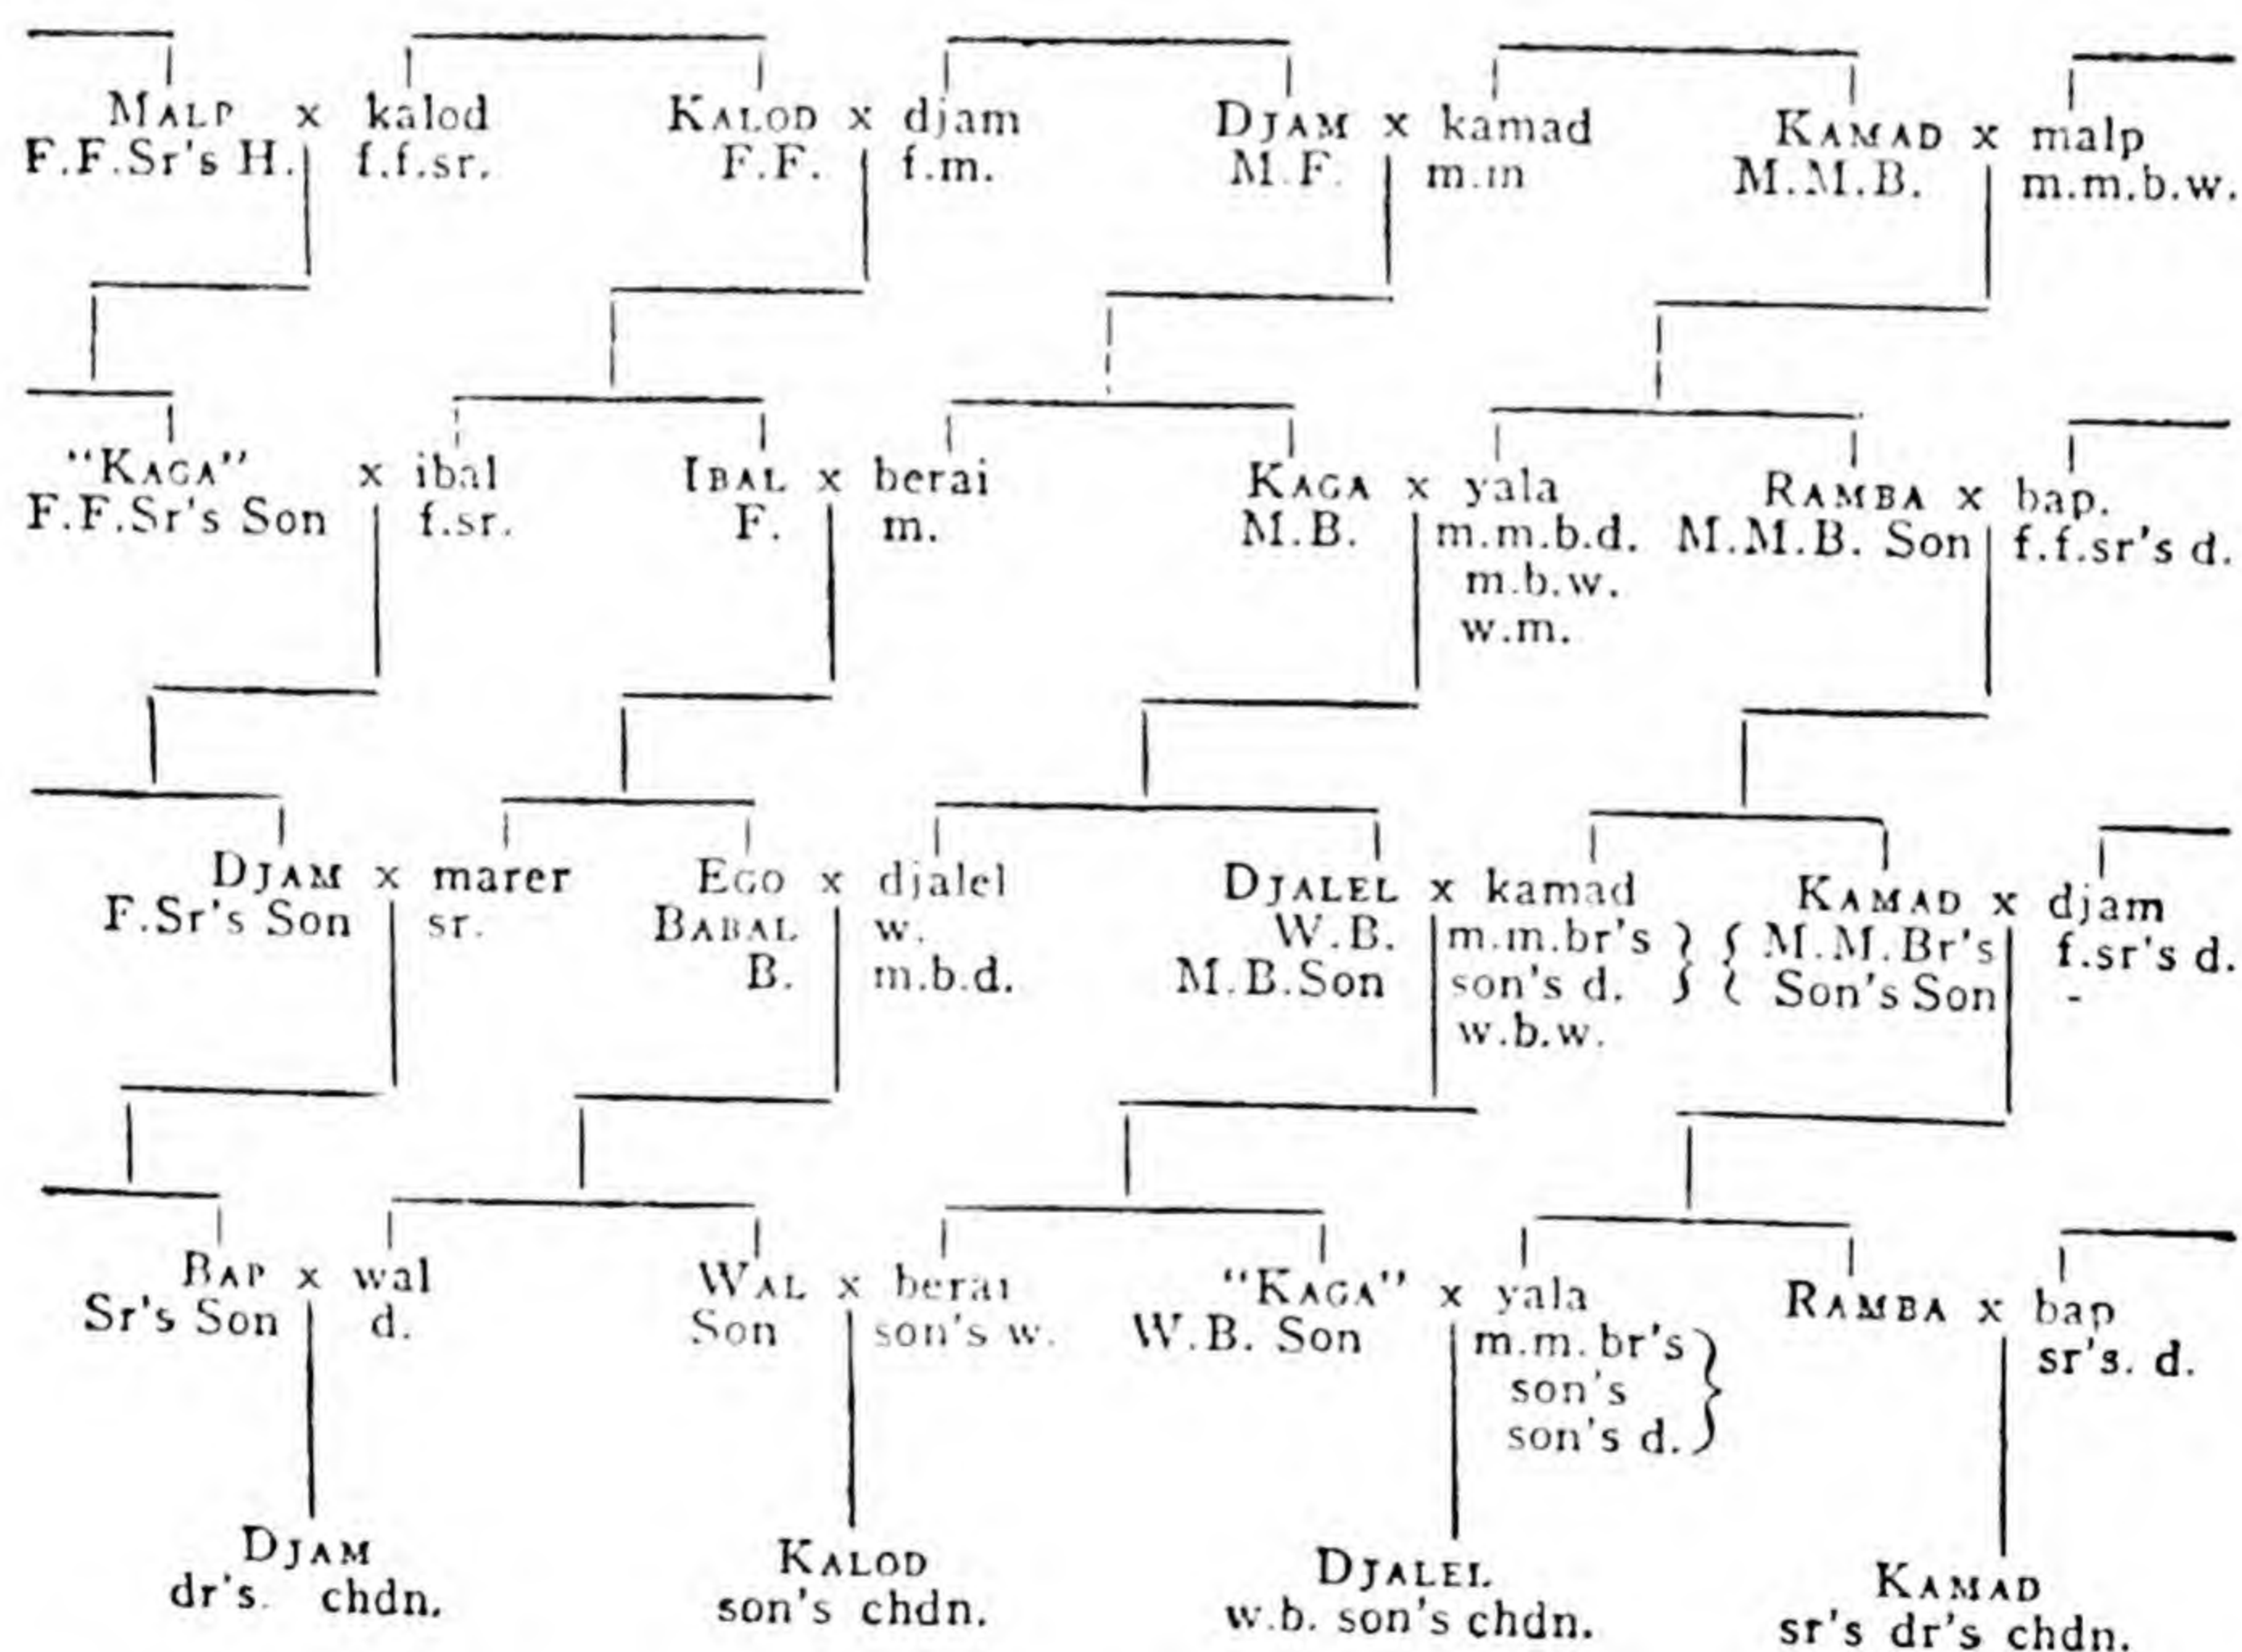 MALP x kalod KALOD x djam DJAM x kamad KAMAD x malp
F.F.Sr's H. f.f.sr. F.F. f.m. M.F. m.m M.M.B. m.m.b.w.
"KAGA" x ibal IBAL x berai KAGA x yala RAMBA x bap.
F.F.Sr's Son f.sr. F. m. M.B. m.m.b.d. M.M.B. Son f.f.sr's d.
m.b.w.
w.m.
DJAM x marer EGO x djalel DJALEL x kamad KAMAD x djam
F.Sr's Son sr. BABAL w. W.B. m.m.br's } { M.M.Br's f.sr's d.
B. m.b.d. M.B.Son son's d. } { Son's Son -
w.b.w.
BAP x wal WAL x berai "KAGA" x yala RAMBA x bap
Sr's Son d. Son son's w. W.B. Son m.m. br's } sr's. d.
son's
son's d.
DJAM KALOD DJALEL KAMAD
dr's. chdn. son's chdn. w.b. son's chdn. sr's dr's chdn.